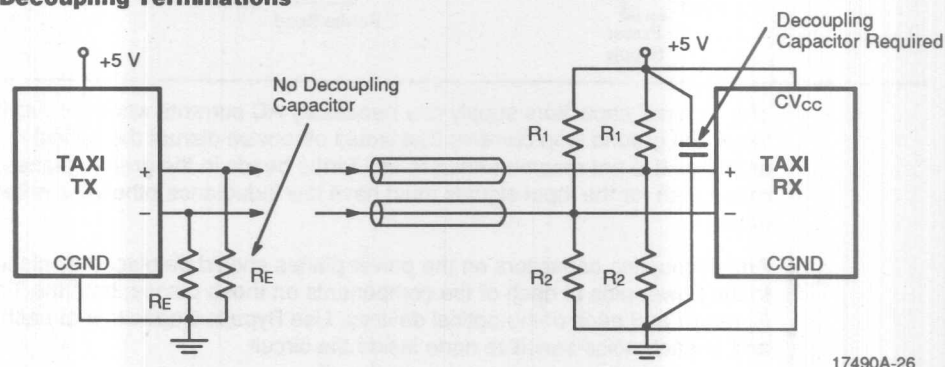 Decoupling Terminations
+5 V
No Decoupling
Capacitor
+5 V
Decoupling
Capacitor Required
TAXI
TX
+
−
CGND
RE
RE
R1
R1
R2
R2
CVCC
TAXI
RX
+
−
CGND
17490A-26